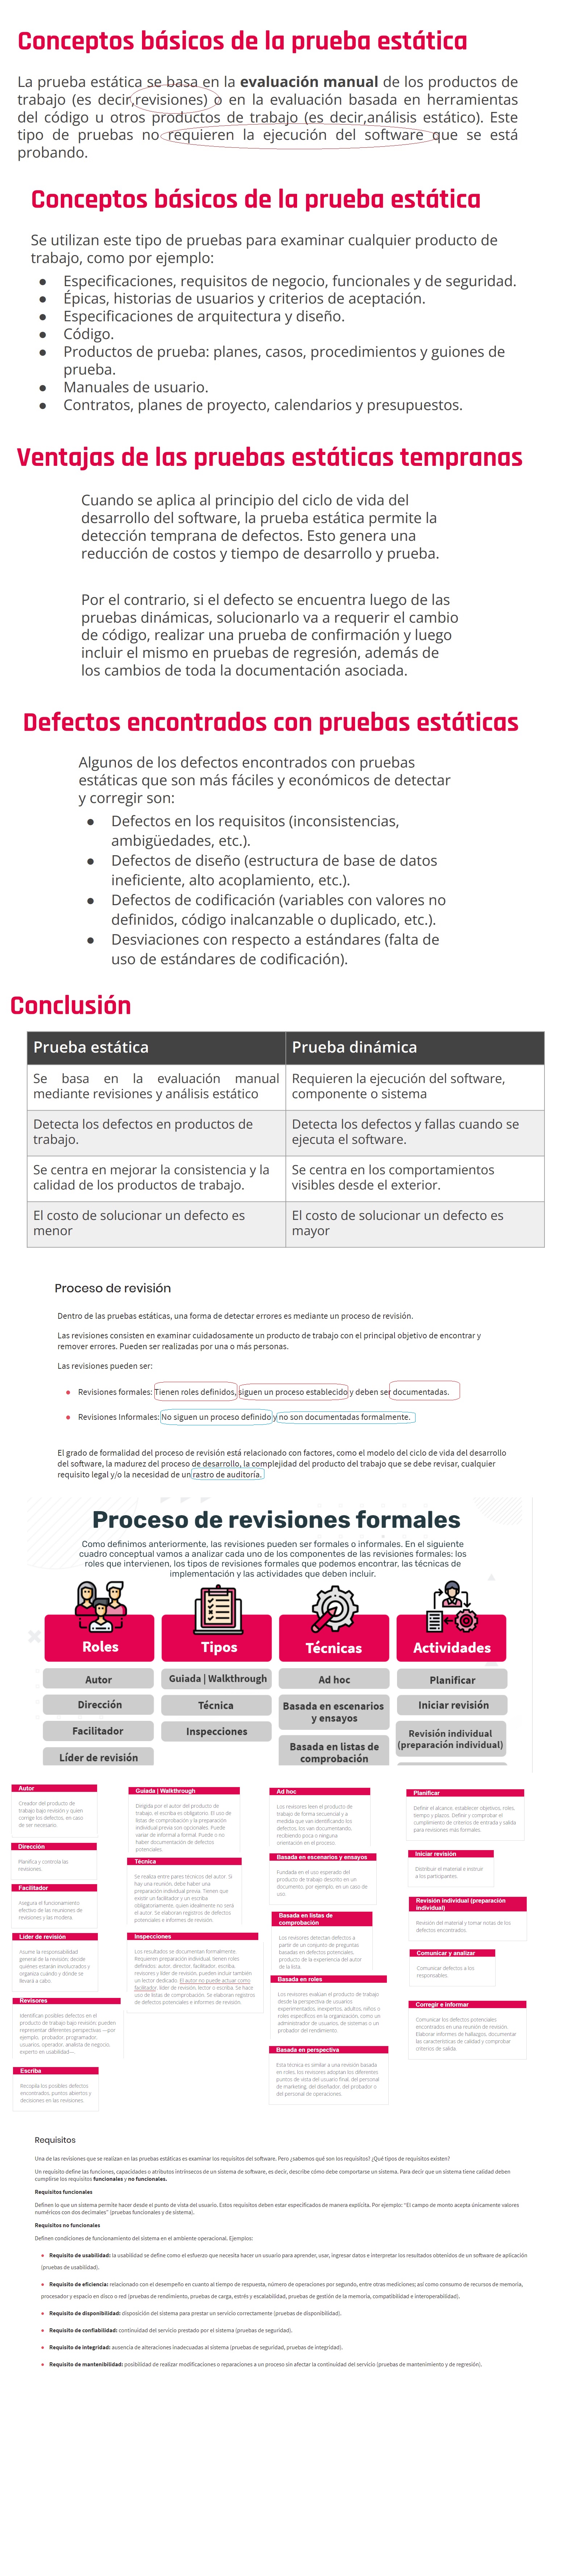 Conceptos básicos de la prueba estática
La prueba estática se basa en la evaluación manual de los productos de
trabajo (es decir,revisiones) o en la evaluación basada en herramientas
del código u otros productos de trabajo (es decir,análisis estático). Este
tipo de pruebas no requieren la ejecución del software que se está
probando.
Conceptos básicos de la prueba estática
Se utilizan este tipo de pruebas para examinar cualquier producto de
trabajo, como por ejemplo:
● Especificaciones, requisitos de negocio, funcionales y de seguridad.
● Épicas, historias de usuarios y criterios de aceptación.
● Especificaciones de arquitectura y diseño.
● Código.
● Productos de prueba: planes, casos, procedimientos y guiones de
prueba.
● Manuales de usuario.
● Contratos, planes de proyecto, calendarios y presupuestos.
Ventajas de las pruebas estáticas tempranas
Cuando se aplica al principio del ciclo de vida del
desarrollo del software, la prueba estática permite la
detección temprana de defectos. Esto genera una
reducción de costos y tiempo de desarrollo y prueba.
Por el contrario, si el defecto se encuentra luego de las
pruebas dinámicas, solucionarlo va a requerir el cambio
de código, realizar una prueba de confirmación y luego
incluir el mismo en pruebas de regresión, además de
los cambios de toda la documentación asociada.
Defectos encontrados con pruebas estáticas
Algunos de los defectos encontrados con pruebas
estáticas que son más fáciles y económicos de detectar
y corregir son:
● Defectos en los requisitos (inconsistencias,
ambigüedades, etc.).
● Defectos de diseño (estructura de base de datos
ineficiente, alto acoplamiento, etc.).
● Defectos de codificación (variables con valores no
definidos, código inalcanzable o duplicado, etc.).
● Desviaciones con respecto a estándares (falta de
uso de estándares de codificación).
Conclusión
Prueba estática
Prueba dinámica
Se basa en la evaluación manual
mediante revisiones y análisis estático
Requieren la ejecución del software,
componente o sistema
Detecta los defectos en productos de
trabajo.
Detecta los defectos y fallas cuando se
ejecuta el software.
Se centra en mejorar la consistencia y la
calidad de los productos de trabajo.
Se centra en los comportamientos
visibles desde el exterior.
El costo de solucionar un defecto es
menor
El costo de solucionar un defecto es
mayor
Proceso de revisión
Dentro de las pruebas estáticas, una forma de detectar errores es mediante un proceso de revisión.
Las revisiones consisten en examinar cuidadosamente un producto de trabajo con el principal objetivo de encontrar y
remover errores. Pueden ser realizadas por una o más personas.
Las revisiones pueden ser:
● Revisiones formales: Tienen roles definidos, siguen un proceso establecido y deben ser documentadas.
● Revisiones Informales: No siguen un proceso definido y no son documentadas formalmente.
El grado de formalidad del proceso de revisión está relacionado con factores, como el modelo del ciclo de vida del desarrollo
del software, la madurez del proceso de desarrollo, la complejidad del producto del trabajo que se debe revisar, cualquier
requisito legal y/o la necesidad de un rastro de auditoría.
Proceso de revisiones formales
Como definimos anteriormente, las revisiones pueden ser formales o informales. En el siguiente
cuadro conceptual vamos a analizar cada uno de los componentes de las revisiones formales: los
roles que intervienen, los tipos de revisiones formales que podemos encontrar, las técnicas de
implementación y las actividades que deben incluir.
Roles
Tipos
Técnicas
Actividades
Autor
Guiada | Walkthrough
Ad hoc
Planificar
Dirección
Técnica
Basada en escenarios
y ensayos
Iniciar revisión
Facilitador
Inspecciones
Basada en listas de
comprobación
Revisión individual
(preparación individual)
Líder de revisión
Autor
Creador del producto de
trabajo bajo revisión y quien
corrige los defectos, en caso
de ser necesario.
Dirección
Planifica y controla las
revisiones.
Facilitador
Asegura el funcionamiento
efectivo de las reuniones de
revisiones y las modera.
Líder de revisión
Asume la responsabilidad
general de la revisión, decide
quiénes estarán involucrados y
organiza cuándo y dónde se
llevará a cabo.
Revisores
Identifican posibles defectos en el
producto de trabajo bajo revisión; pueden
representar diferentes perspectivas —por
ejemplo, probador, programador,
usuarios, operador, analista de negocio
experto en usabilidad—.
Escriba
Recopila los posibles defectos
encontrados, puntos abiertos y
decisiones en las revisiones.
Guiada | Walkthrough
Dirigida por el autor del producto de
trabajo, el escriba es obligatorio. El uso de
listas de comprobación y la preparación
individual previa son opcionales. Puede
variar de informal a formal. Puede o no
haber documentación de defectos
potenciales.
Técnica
Se realiza entre pares técnicos del autor. Si
hay una reunión, debe haber una
preparación individual previa. Tienen que
existir un facilitador y un escriba
obligatoriamente, quien idealmente no será
el autor. Se elaboran registros de defectos
potenciales e informes de revisión.
Inspecciones
Los resultados se documentan formalmente.
Requieren preparación individual, tienen roles
definidos: autor, director, facilitador, escriba,
revisores y líder de revisión; pueden incluir también
un lector dedicado. El autor no puede actuar como
facilitador, líder de revisión, lector o escriba. Se hace
uso de listas de comprobación. Se elaboran registros
de defectos potenciales e informes de revisión.
Ad hoc
Los revisores leen el producto de
trabajo de forma secuencial y a
medida que van identificando los
defectos, los van documentando,
recibiendo poca o ninguna
orientación en el proceso.
Basada en escenarios y ensayos
Fundada en el uso esperado del
producto de trabajo descrito en un
documento, por ejemplo, en un caso de
uso.
Basada en listas de
comprobación
Los revisores detectan defectos a
partir de un conjunto de preguntas
basadas en defectos potenciales,
producto de la experiencia del autor
de la lista.
Basada en roles
Los revisores evalúan el producto de trabajo
desde la perspectiva de usuarios
experimentados, inexpertos, adultos, niños o
roles específicos en la organización, como un
administrador de usuarios, de sistemas o un
probador del rendimiento.
Basada en perspectiva
Esta técnica es similar a una revisión basada
en roles, los revisores adoptan los diferentes
puntos de vista del usuario final, del personal
de marketing, del diseñador, del probador o
del personal de operaciones.
Planificar
Definir el alcance, establecer objetivos, roles,
tiempo y plazos. Definir y comprobar el
cumplimiento de criterios de entrada y salida
para revisiones más formales.
Iniciar revisión
Distribuir el material e instruir
a los participantes.
Revisión individual (preparación
individual)
Revisión del material y tomar notas de los
defectos encontrados.
Comunicar y analizar
Comunicar defectos a los
responsables.
Corregir e informar
Comunicar los defectos potenciales
encontrados en una reunión de revisión.
Elaborar informes de hallazgos, documentar
las características de calidad y comprobar
criterios de salida.
Requisitos
Una de las revisiones que se realizan en las pruebas estáticas es examinar los requisitos del software. Pero ¿sabemos qué son los requisitos? ¿Qué tipos de requisitos existen?
Un requisito define las funciones, capacidades o atributos intrínsecos de un sistema de software, es decir, describe cómo debe comportarse un sistema. Para decir que un sistema tiene calidad deben
cumplirse los requisitos funcionales y no funcionales.
Requisitos funcionales
Definen lo que un sistema permite hacer desde el punto de vista del usuario. Estos requisitos deben estar especificados de manera explícita. Por ejemplo: "El campo de monto acepta únicamente valores
numéricos con dos decimales" (pruebas funcionales y de sistema).
Requisitos no funcionales
Definen condiciones de funcionamiento del sistema en el ambiente operacional. Ejemplos:
● Requisito de usabilidad: la usabilidad se define como el esfuerzo que necesita hacer un usuario para aprender, usar, ingresar datos e interpretar los resultados obtenidos de un software de aplicación
(pruebas de usabilidad).
● Requisito de eficiencia: relacionado con el desempeño en cuanto al tiempo de respuesta, número de operaciones por segundo, entre otras mediciones; así como consumo de recursos de memoria,
procesador y espacio en disco o red (pruebas de rendimiento, pruebas de carga, estrés y escalabilidad, pruebas de gestión de la memoria, compatibilidad e interoperabilidad).
● Requisito de disponibilidad: disposición del sistema para prestar un servicio correctamente (pruebas de disponibilidad).
● Requisito de confiabilidad: continuidad del servicio prestado por el sistema (pruebas de seguridad).
● Requisito de integridad: ausencia de alteraciones inadecuadas al sistema (pruebas de seguridad, pruebas de integridad).
● Requisito de mantenibilidad: posibilidad de realizar modificaciones o reparaciones a un proceso sin afectar la continuidad del servicio (pruebas de mantenimiento y de regresión).